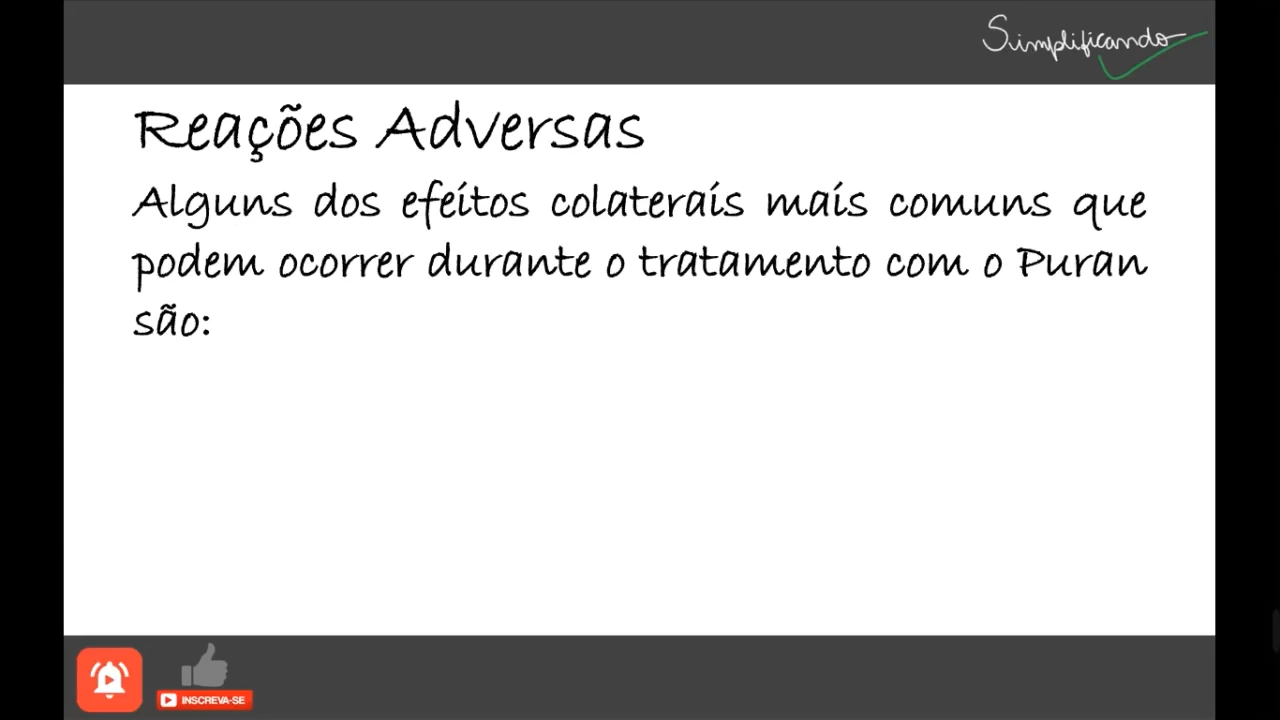 Simplificando
Reações Adversas
Alguns dos efeitos colaterais mais comuns que
podem ocorrer durante o tratamento com o Puran
são:
INSCREVA-SE